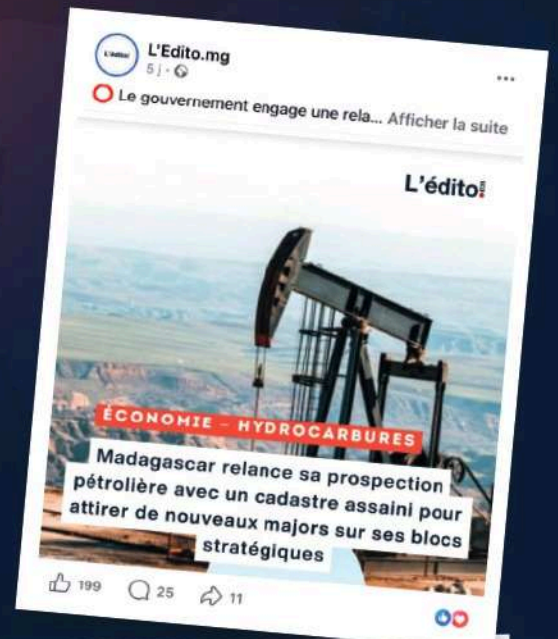 L'Edito.mg
5 j
Le gouvernement engage une rela... Afficher la suite
L'édito
ÉCONOMIE – HYDROCARBURES
Madagascar relance sa prospection
pétrolière avec un cadastre assaini pour
attirer de nouveaux majors sur ses blocs
stratégiques
199 25 11